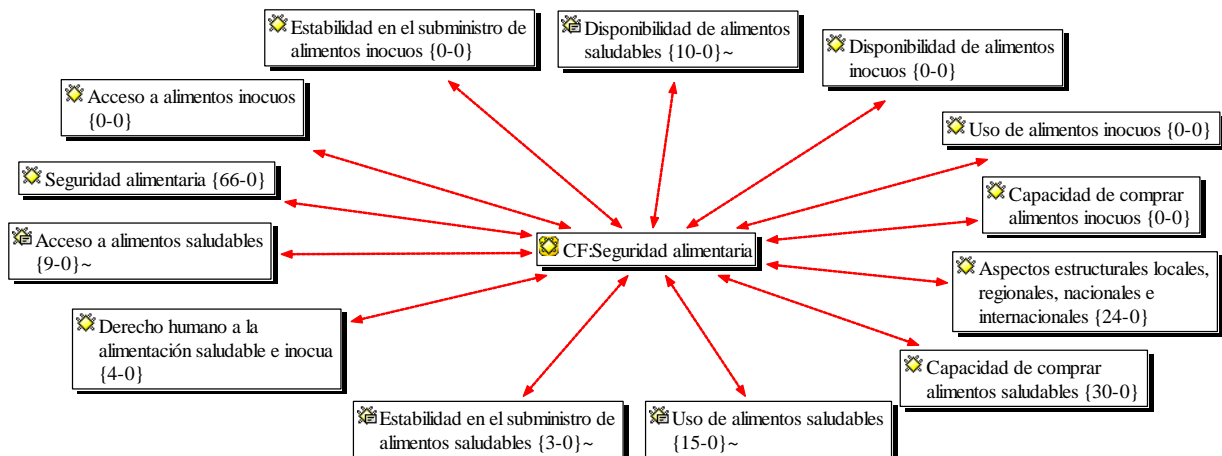 Estabilidad en el subministro de
alimentos inocuos {0-0}
Disponibilidad de alimentos
saludables {10-0}~
Disponibilidad de alimentos
inocuos {0-0}
Acceso a alimentos inocuos
{0-0}
Uso de alimentos inocuos {0-0}
Seguridad alimentaria {66-0}
Capacidad de comprar
alimentos inocuos {0-0}
Acceso a alimentos saludables
{9-0}~
CF:Seguridad alimentaria
Aspectos estructurales locales,
regionales, nacionales e
internacionales {24-0}
Derecho humano a la
alimentación saludable e inocua
{4-0}
Capacidad de comprar
alimentos saludables {30-0}
Estabilidad en el subministro de
alimentos saludables {3-0}~
Uso de alimentos saludables
{15-0}~